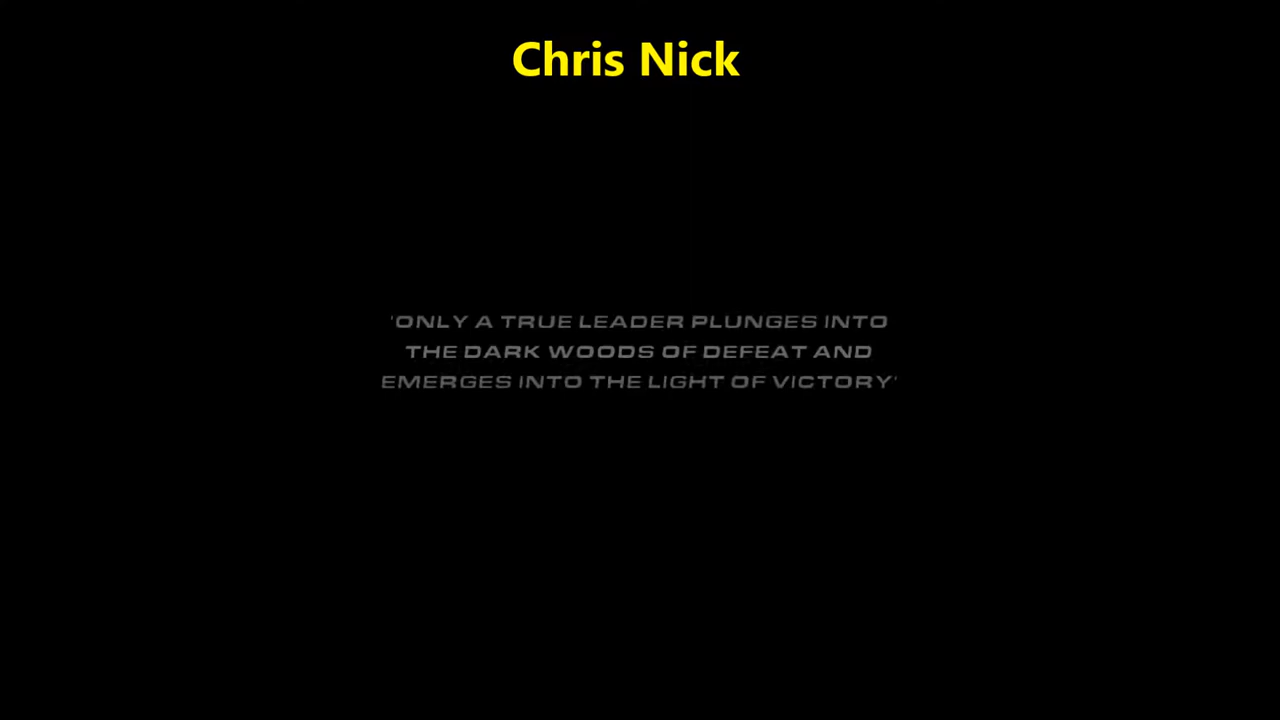 Chris Nick
'ONLY A TRUE LEADER PLUNGES INTO
THE DARK WOODS OF DEFEAT AND
EMERGES INTO THE LIGHT OF VICTORY'